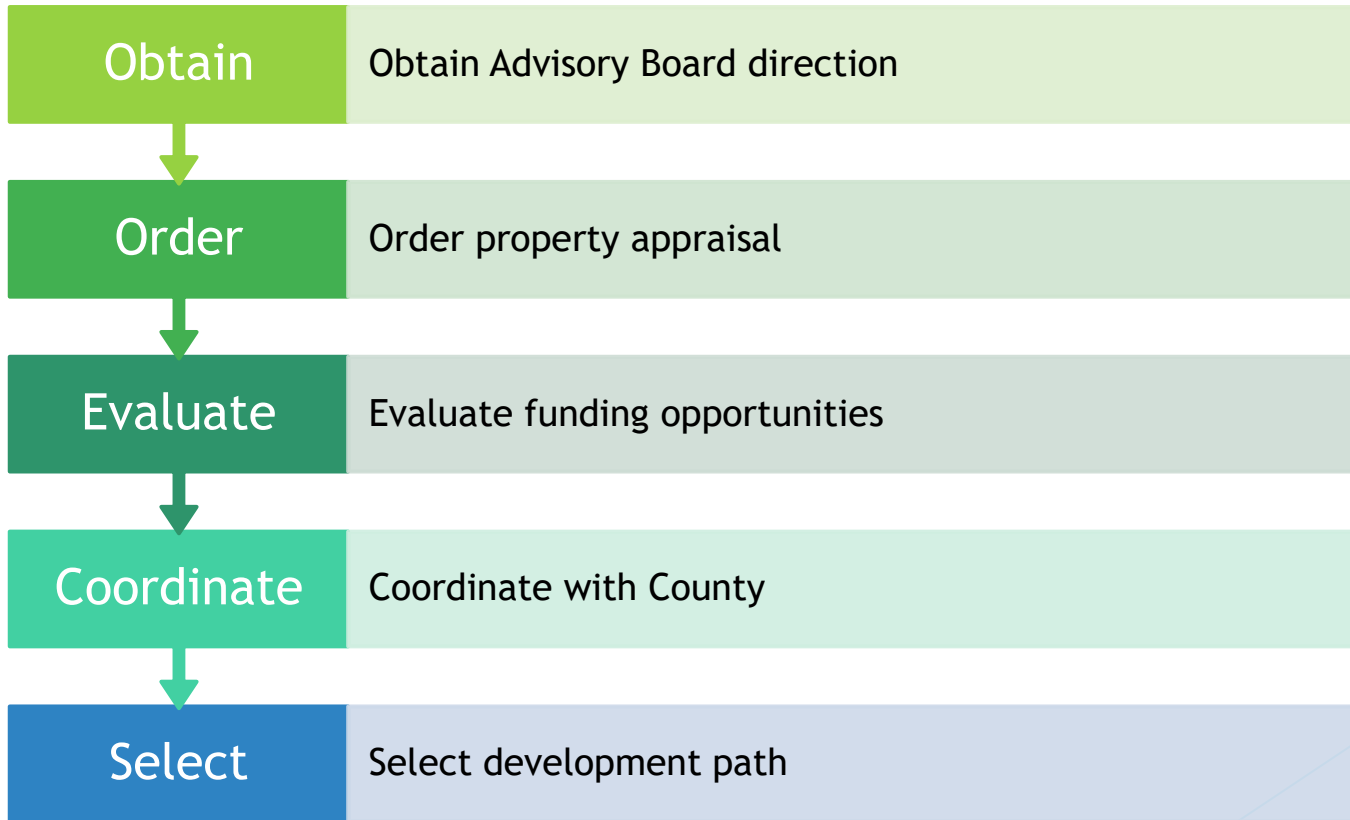 Obtain
Obtain Advisory Board direction
Order
Order property appraisal
Evaluate
Evaluate funding opportunities
Coordinate
Coordinate with County
Select
Select development path